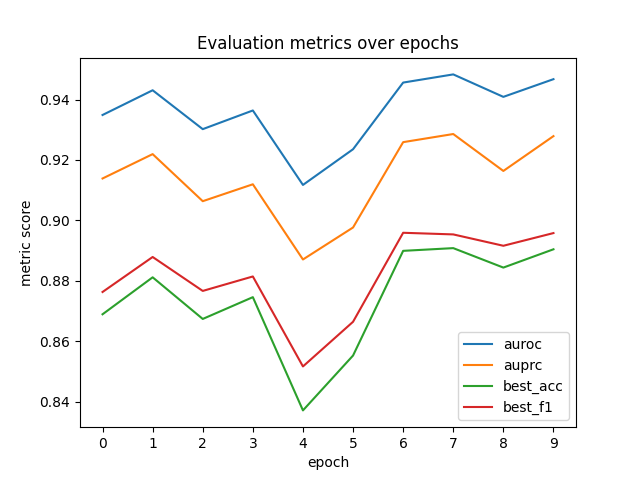 Evaluation metrics over epochs
metric score
0.94
0.92
0.90
0.88
0.86
0.84
auroc
auprc
best_acc
best_f1
0 1 2 3 4 5 6 7 8 9
epoch